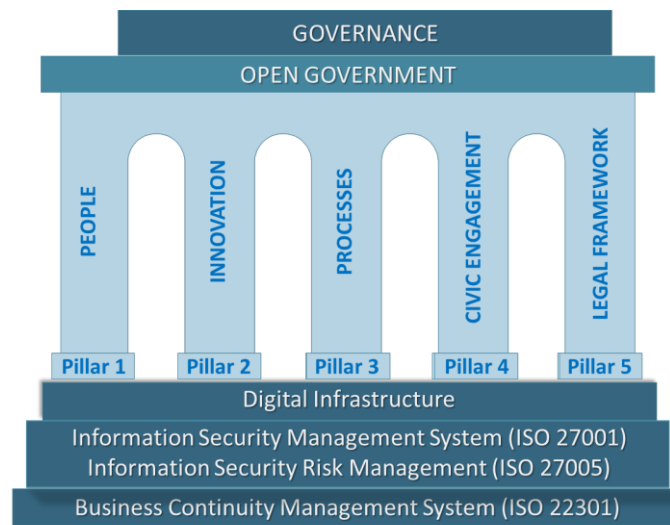 GOVERNANCE
OPEN GOVERNMENT
PEOPLE
INNOVATION
PROCESSES
CIVIC ENGAGEMENT
LEGAL FRAMEWORK
Pillar 1
Pillar 2
Pillar 3
Pillar 4
Pillar 5
Digital Infrastructure
Information Security Management System (ISO 27001)
Information Security Risk Management (ISO 27005)
Business Continuity Management System (ISO 22301)